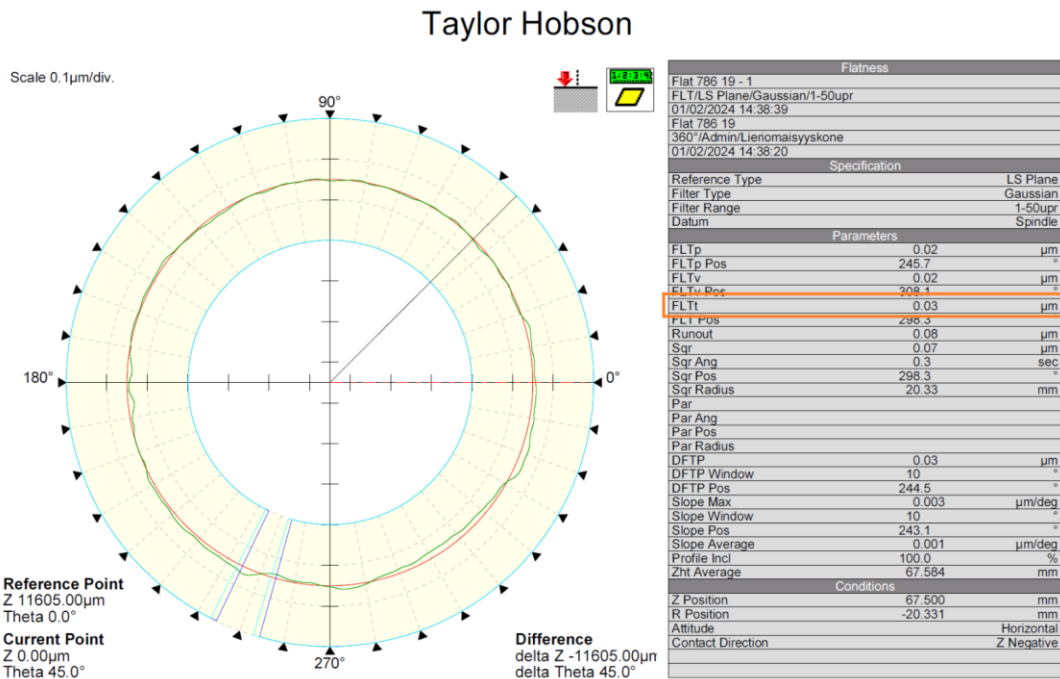 Taylor Hobson
Scale 0.1µm/div.
90°
180°
0°
270°
Reference Point
Z 11605.00µm
Theta 0.0°
Current Point
Z 0.00µm
Theta 45.0°
Difference
delta Z -11605.00µm
delta Theta 45.0°
Flatness
Flat 786 19 - 1
FLT/LS Plane/Gaussian/1-50upr
01/02/2024 14:38:39
Flat 786 19
360°/Admin/Lieriomaisyyskone
01/02/2024 14:38:20
Specification
Reference Type LS Plane
Filter Type Gaussian
Filter Range 1-50upr
Datum Spindle
Parameters
FLTp 0.02 µm
FLTp Pos 245.7 °
FLTv 0.02 µm
FLTv Pos 308.1 °
FLTt 0.03 µm
FLT Pos 298.3
Runout 0.08 µm
Sqr 0.07 µm
Sqr Ang 0.3 sec
Sqr Pos 298.3 °
Sqr Radius 20.33 mm
Par
Par Ang
Par Pos
Par Radius
DFTP 0.03 µm
DFTP Window 10 °
DFTP Pos 244.5 °
Slope Max 0.003 µm/deg
Slope Window 10 °
Slope Pos 243.1 °
Slope Average 0.001 µm/deg
Profile Incl 100.0 %
Zht Average 67.584 mm
Conditions
Z Position 67.500 mm
R Position -20.331 mm
Attitude Horizontal
Contact Direction Z Negative